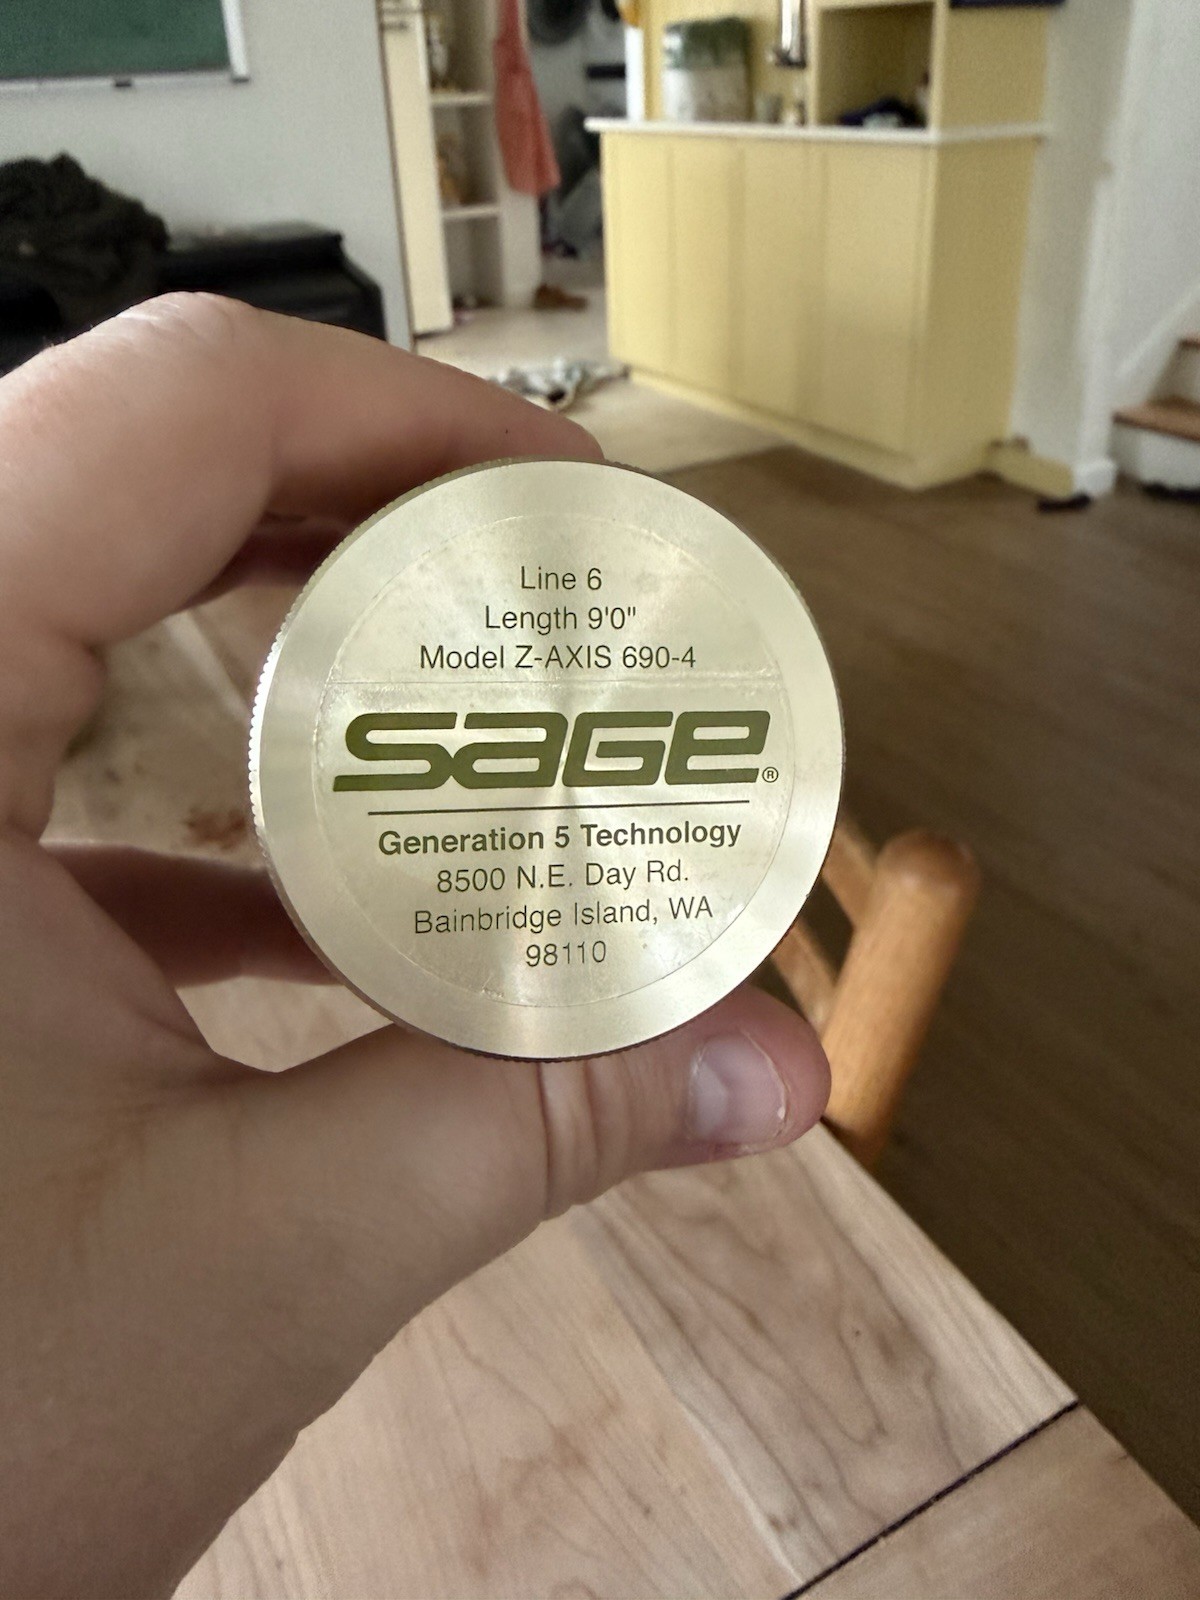 Line 6
Length 9'0"
Model Z-AXIS 690-4
SAGE®
Generation 5 Technology
8500 N.E. Day Rd.
Bainbridge Island, WA
98110